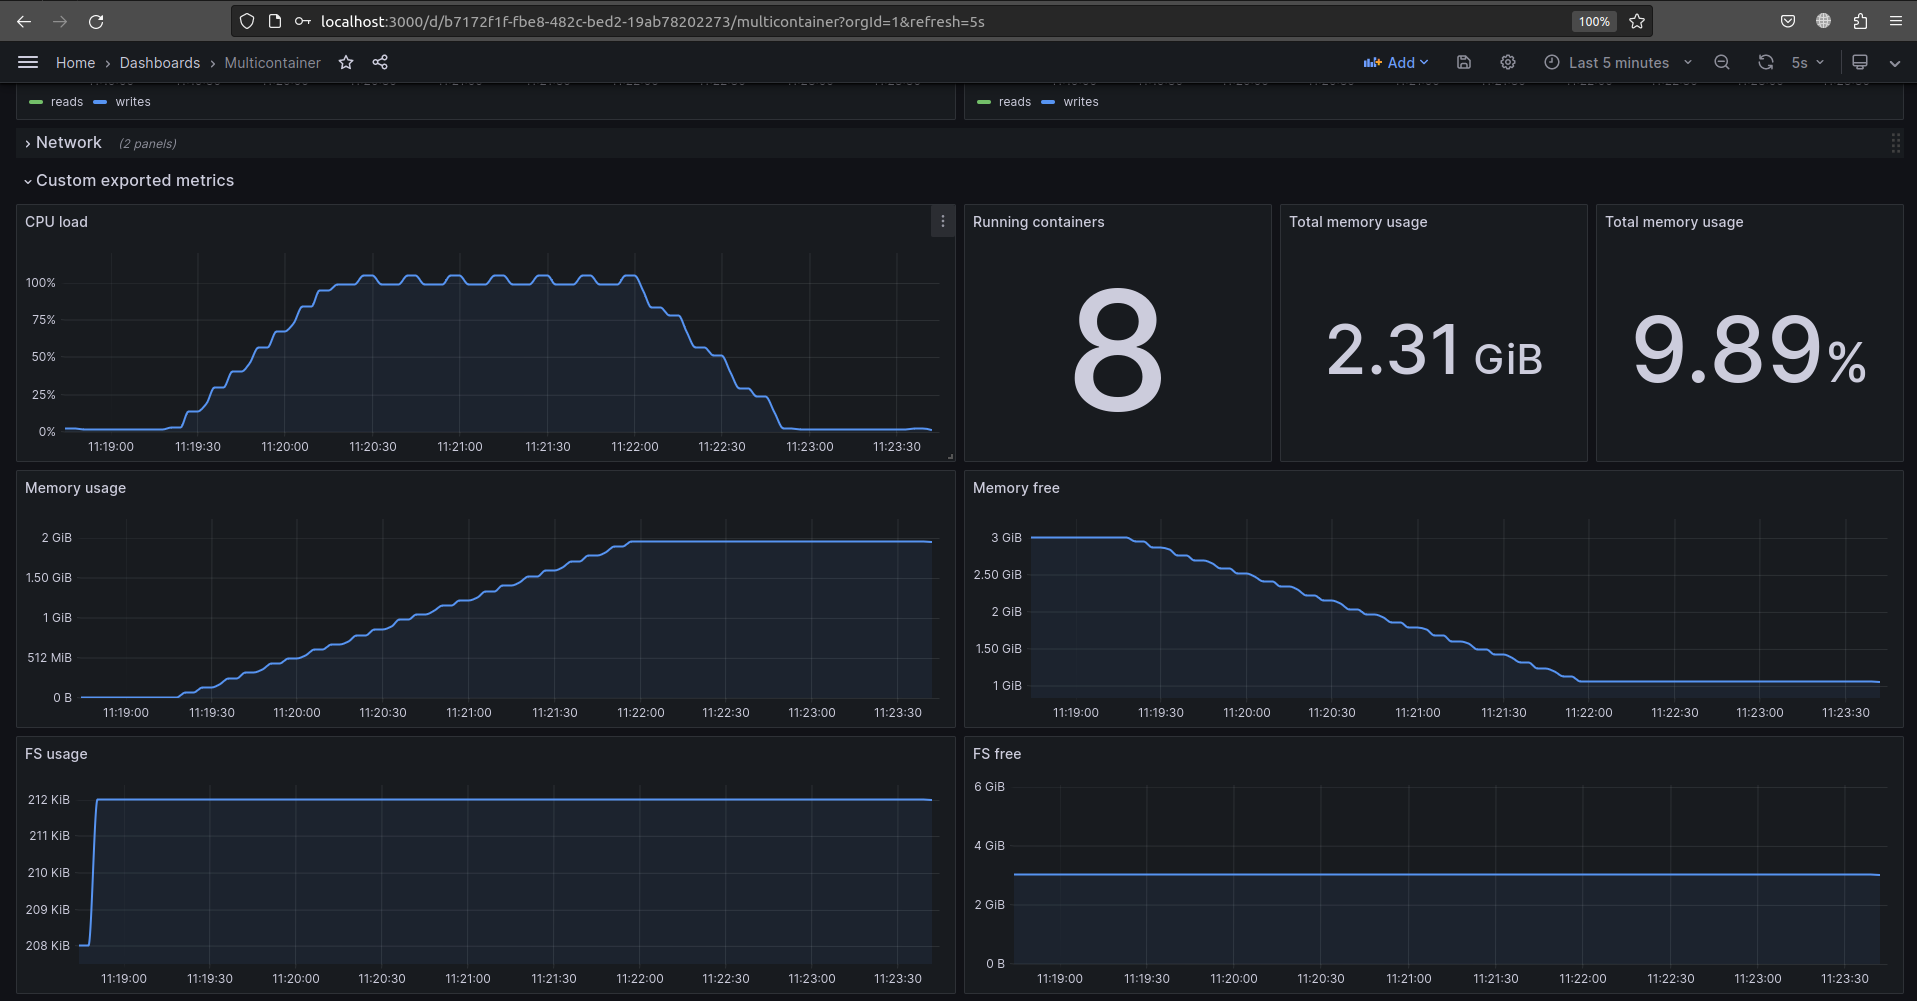 localhost:3000/d/b7172f1f-fbe8-482c-bed2-19ab78202273/multicontainer?orgId=1&refresh=5s 100%
Home › Dashboards › Multicontainer Add Last 5 minutes 5s
reads writes reads writes
Network (2 panels)
Custom exported metrics
CPU load
100%
75%
50%
25%
0%
11:19:00 11:19:30 11:20:00 11:20:30 11:21:00 11:21:30 11:22:00 11:22:30 11:23:00 11:23:30
Running containers
8
Total memory usage
2.31 GiB
Total memory usage
9.89%
Memory usage
2 GiB
1.50 GiB
1 GiB
512 MiB
0 B
11:19:00 11:19:30 11:20:00 11:20:30 11:21:00 11:21:30 11:22:00 11:22:30 11:23:00 11:23:30
Memory free
3 GiB
2.50 GiB
2 GiB
1.50 GiB
1 GiB
11:19:00 11:19:30 11:20:00 11:20:30 11:21:00 11:21:30 11:22:00 11:22:30 11:23:00 11:23:30
FS usage
212 KiB
211 KiB
210 KiB
209 KiB
208 KiB
11:19:00 11:19:30 11:20:00 11:20:30 11:21:00 11:21:30 11:22:00 11:22:30 11:23:00 11:23:30
FS free
6 GiB
4 GiB
2 GiB
0 B
11:19:00 11:19:30 11:20:00 11:20:30 11:21:00 11:21:30 11:22:00 11:22:30 11:23:00 11:23:30